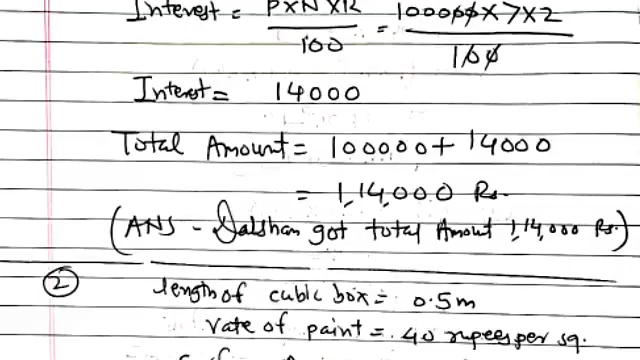 Interest = P×N×R / 100 = 100000×7×2 / 100
Interest = 14000
Total Amount = 100000 + 14000
= 1,14,000 Rs.
(ANS - Dalshan got total Amount 1,14,000 Rs.)
② length of cubic box = 0.5m
rate of paint = 40 rupees per sq.